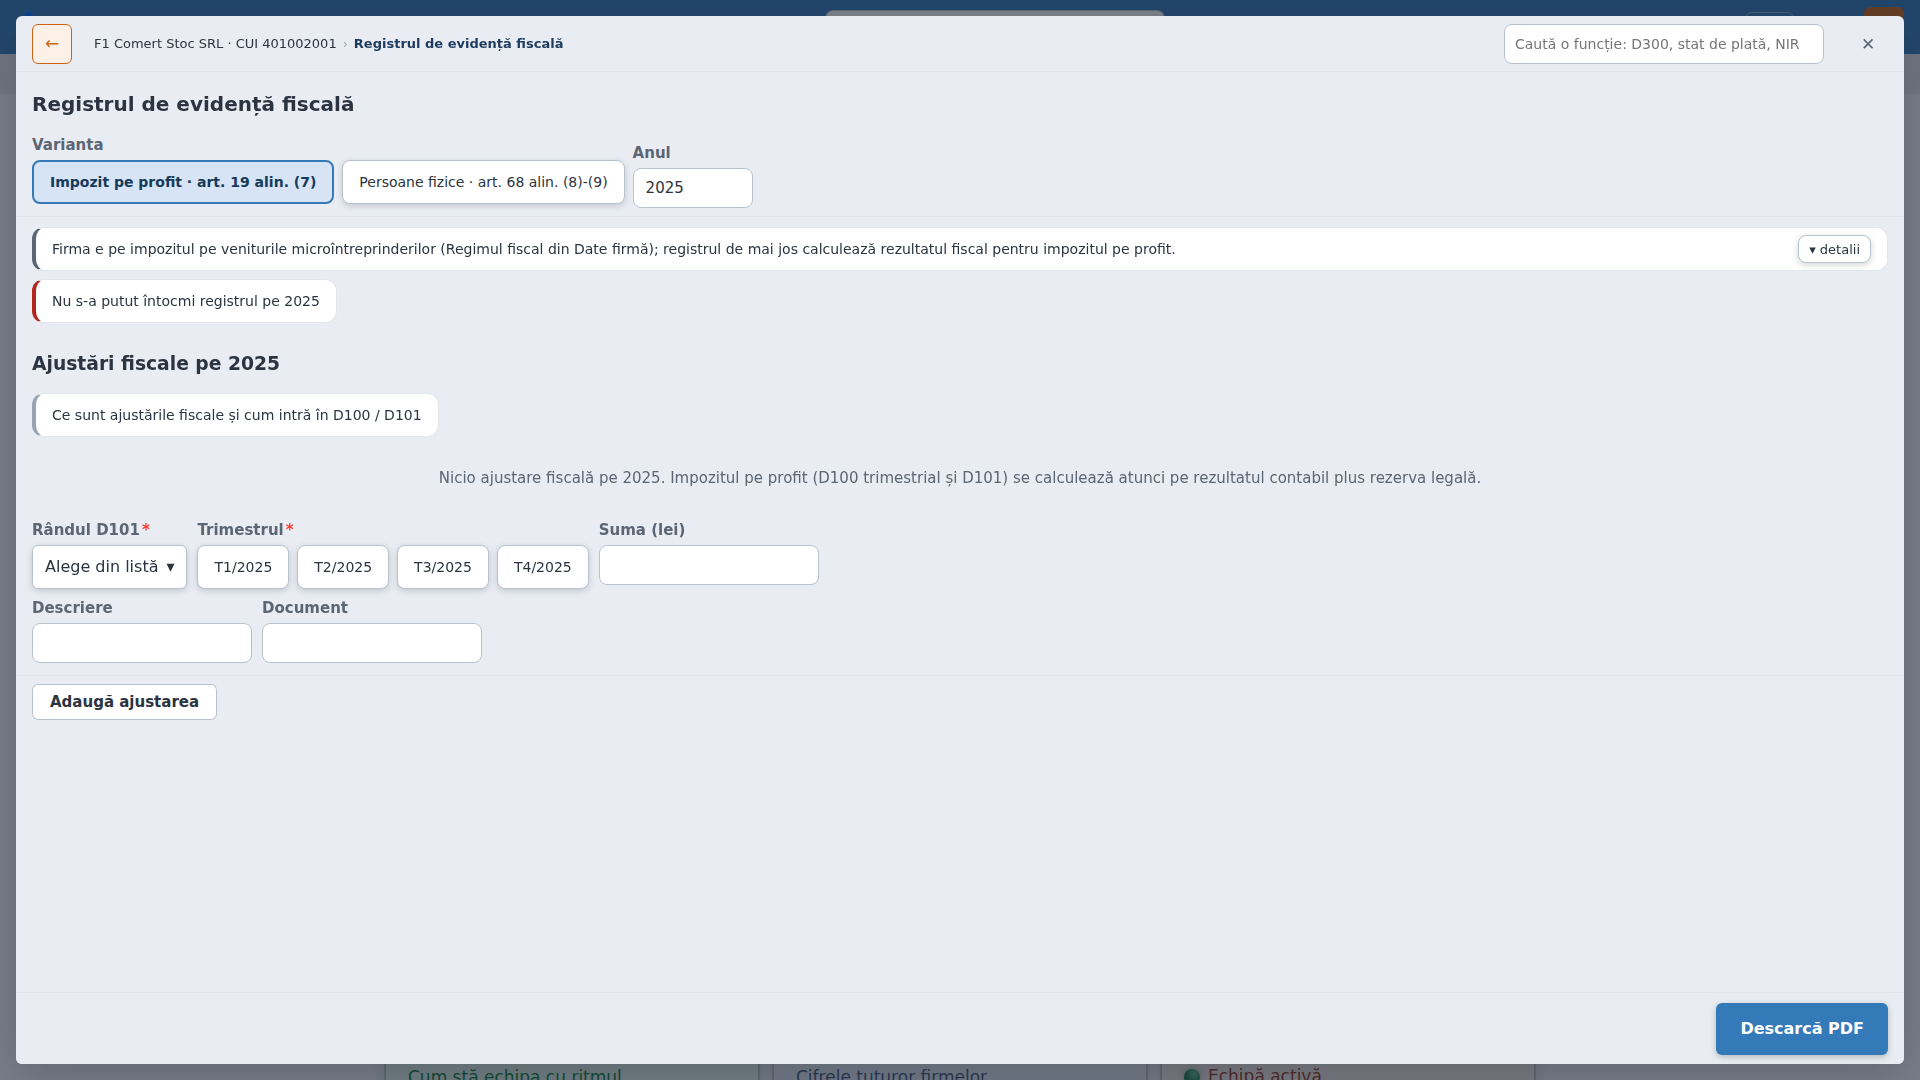 ←
F1 Comert Stoc SRL · CUI 401002001 › Registrul de evidență fiscală
Caută o funcție: D300, stat de plată, NIR
✕
Registrul de evidență fiscală
Varianta
Anul
Impozit pe profit · art. 19 alin. (7)
Persoane fizice · art. 68 alin. (8)-(9)
2025
Firma e pe impozitul pe veniturile microîntreprinderilor (Regimul fiscal din Date firmă); registrul de mai jos calculează rezultatul fiscal pentru impozitul pe profit.
▾ detalii
Nu s-a putut întocmi registrul pe 2025
Ajustări fiscale pe 2025
Ce sunt ajustările fiscale și cum intră în D100 / D101
Nicio ajustare fiscală pe 2025. Impozitul pe profit (D100 trimestrial și D101) se calculează atunci pe rezultatul contabil plus rezerva legală.
Rândul D101*
Trimestrul*
Suma (lei)
Alege din listă ▾
T1/2025
T2/2025
T3/2025
T4/2025
Descriere
Document
Adaugă ajustarea
Descarcă PDF
Cum stă echipa cu ritmul
Cifrele tuturor firmelor
Echipă activă